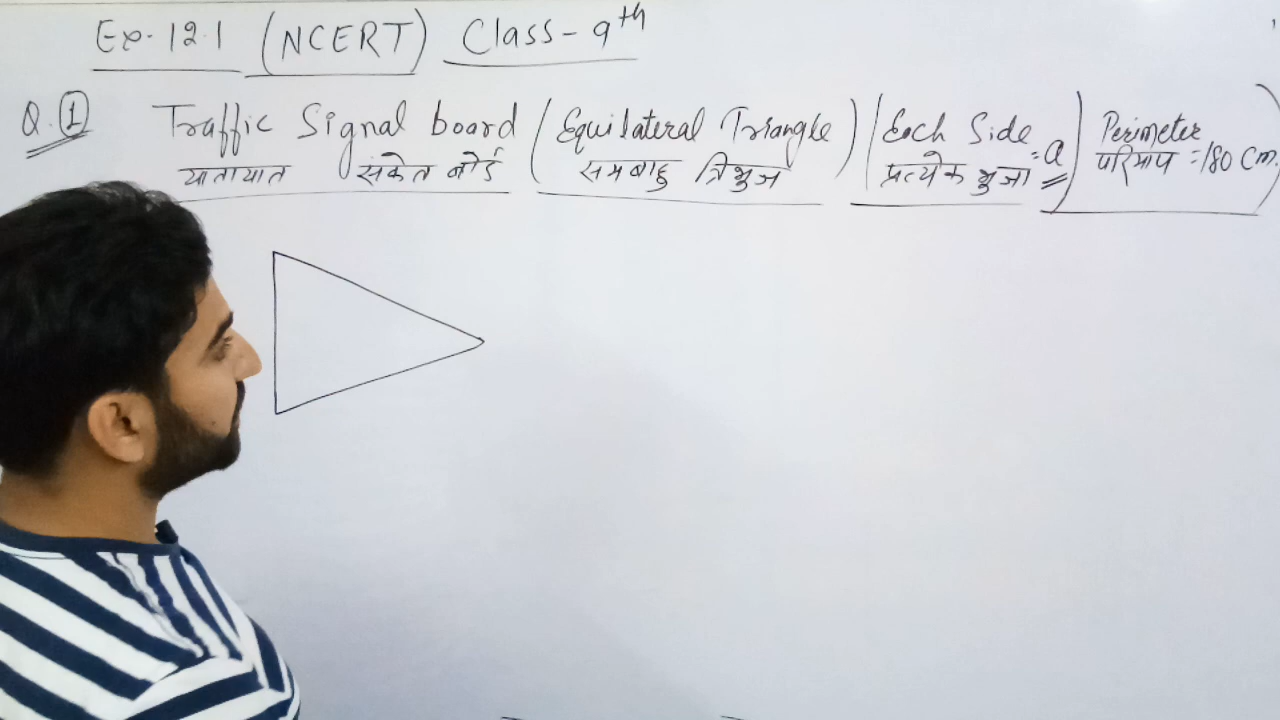 Ex. 12.1 (NCERT) Class - 9th
Q. 1 Traffic Signal board (Equilateral Triangle) (Each Side = a) Perimeter = 180 cm)
यातायात संकेत बोर्ड समबाहु त्रिभुज प्रत्येक भुजा परिमाप